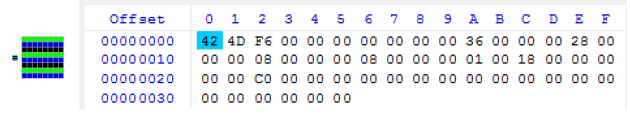 Offset 0 1 2 3 4 5 6 7 8 9 A B C D E F
00000000 42 4D F6 00 00 00 00 00 00 00 36 00 00 00 28 00
00000010 00 00 08 00 00 00 08 00 00 00 01 00 18 00 00 00
00000020 00 00 C0 00 00 00 00 00 00 00 00 00 00 00 00 00
00000030 00 00 00 00 00 00